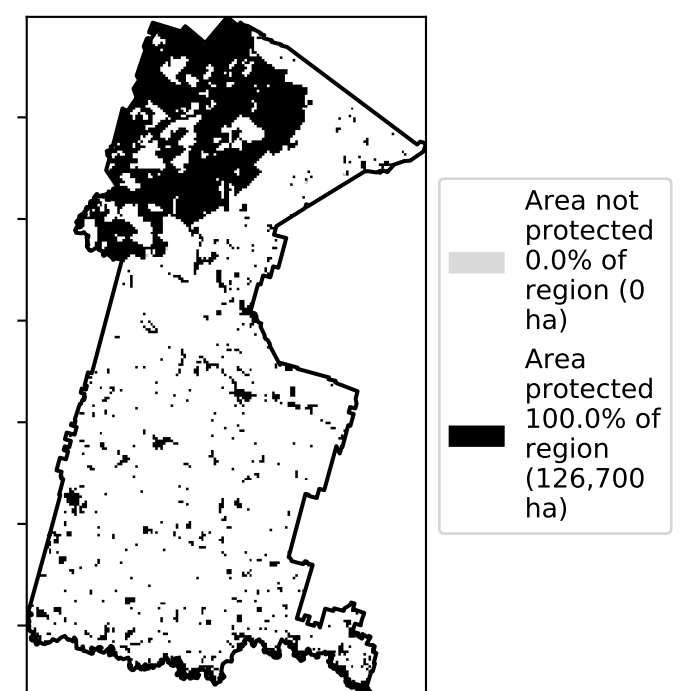 Area not
protected
0.0% of
region (0
ha)
Area
protected
100.0% of
region
(126,700
ha)